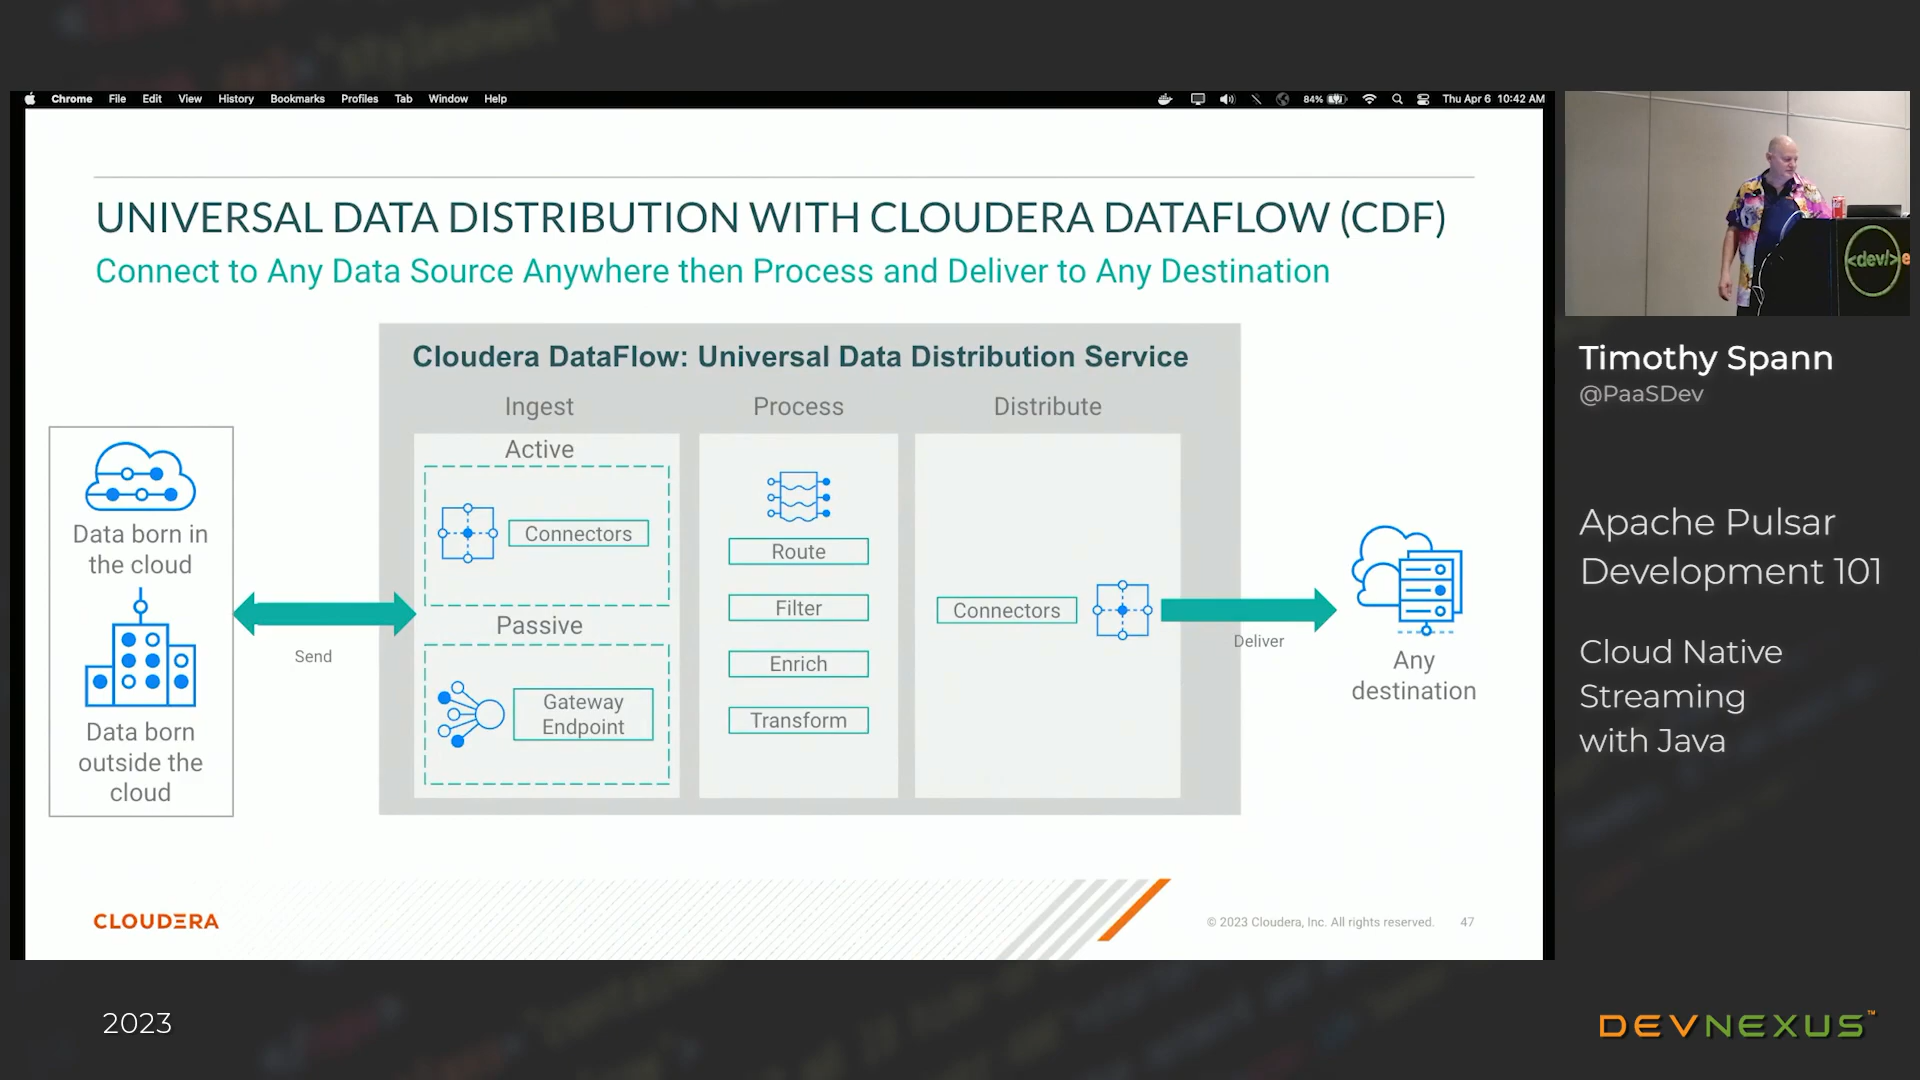 Chrome File Edit View History Bookmarks Profiles Tab Window Help
84% Thu Apr 6 10:42 AM
UNIVERSAL DATA DISTRIBUTION WITH CLOUDERA DATAFLOW (CDF)
Connect to Any Data Source Anywhere then Process and Deliver to Any Destination
Cloudera DataFlow: Universal Data Distribution Service
Ingest
Process
Distribute
Active
Connectors
Passive
Gateway
Endpoint
Route
Filter
Enrich
Transform
Connectors
Data born in
the cloud
Data born
outside the
cloud
Send
Deliver
Any
destination
CLOUDERA
© 2023 Cloudera, Inc. All rights reserved. 47
<dev/>
Timothy Spann
@PaaSDev
Apache Pulsar
Development 101
Cloud Native
Streaming
with Java
2023
DEVNEXUS™